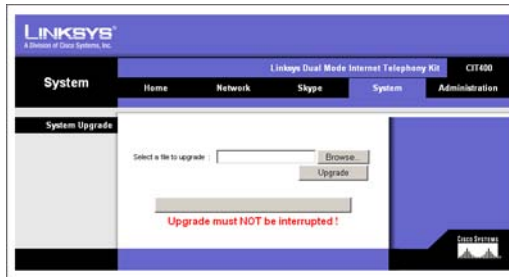 LINKSYS®
A Division of Cisco Systems, Inc.
Linksys Dual Mode Internet Telephony Kit CIT400
System
Home Network Skype System Administration
System Upgrade
Select a file to upgrade : Browse...
Upgrade
Upgrade must NOT be interrupted !
CISCO SYSTEMS